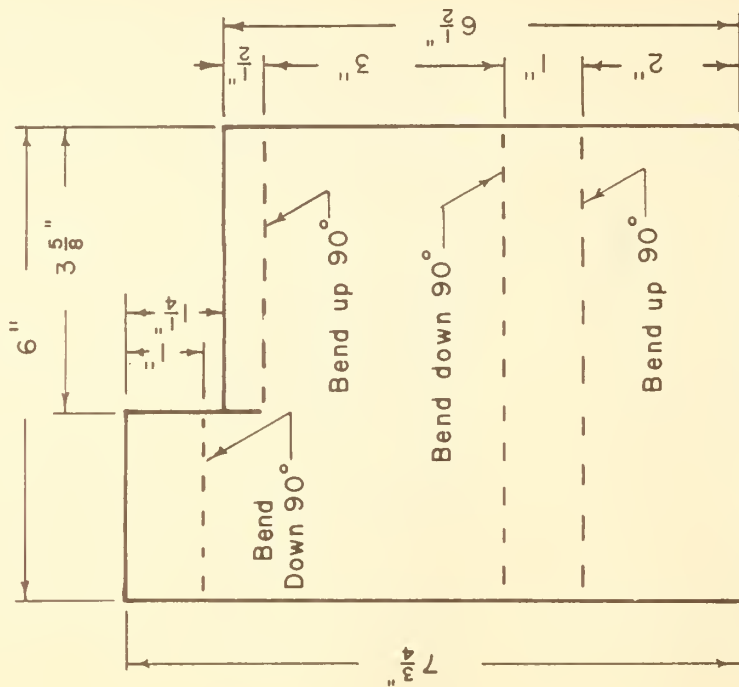 6"
3 5/8"
1 1/4"
1"
1/2"
3"
1"
2"
6 1/2"
7 3/4"
Bend up 90°
Bend down 90°
Bend up 90°
Bend
Down 90°